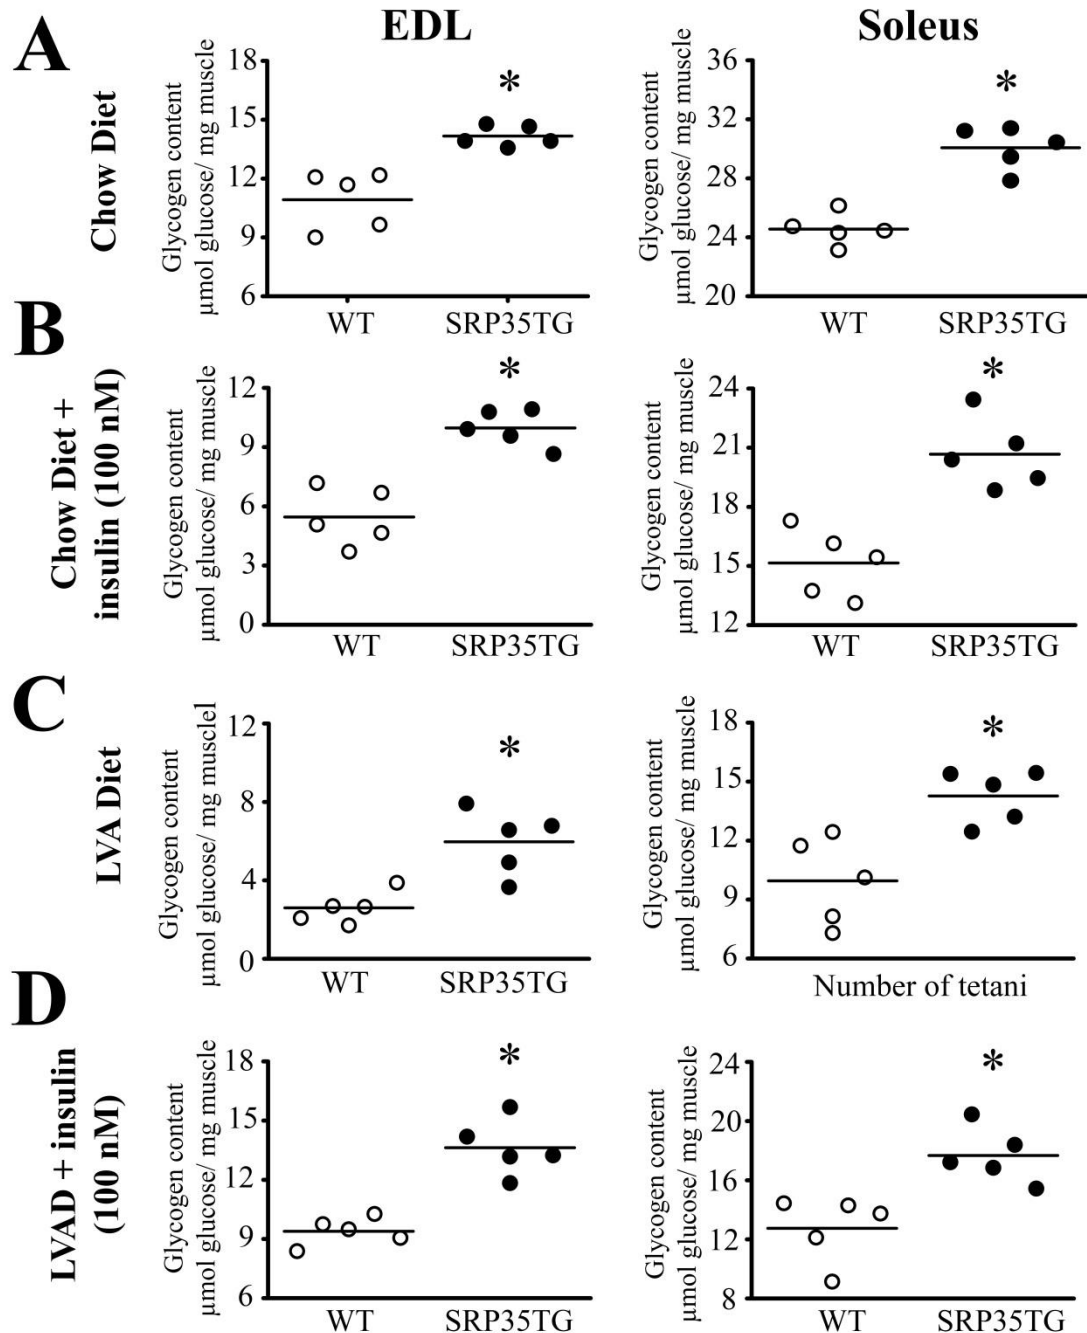 EDL
Soleus
A
Chow Diet
Glycogen content
μmol glucose/ mg muscle
18
15
12
9
6
WT
SRP35TG
*
Glycogen content
μmol glucose/ mg muscle
36
32
28
24
20
WT
SRP35TG
*
B
Chow Diet +
insulin (100 nM)
Glycogen content
μmol glucose/ mg muscle
12
9
6
3
0
WT
SRP35TG
*
Glycogen content
μmol glucose/ mg muscle
24
21
18
15
12
WT
SRP35TG
*
C
LVA Diet
Glycogen content
μmol glucose/ mg musclel
12
8
4
0
WT
SRP35TG
*
Glycogen content
μmol glucose/ mg muscle
18
15
12
9
6
Number of tetani
*
D
LVAD + insulin
(100 nM)
Glycogen content
μmol glucose/ mg muscle
18
15
12
9
6
WT
SRP35TG
*
Glycogen content
μmol glucose/ mg muscle
24
20
16
12
8
WT
SRP35TG
*